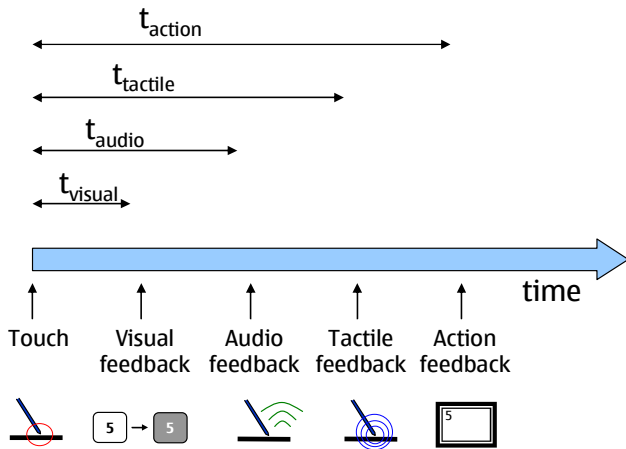 t_action
t_tactile
t_audio
t_visual
time
Touch
Visual
feedback
Audio
feedback
Tactile
feedback
Action
feedback
5
5
5